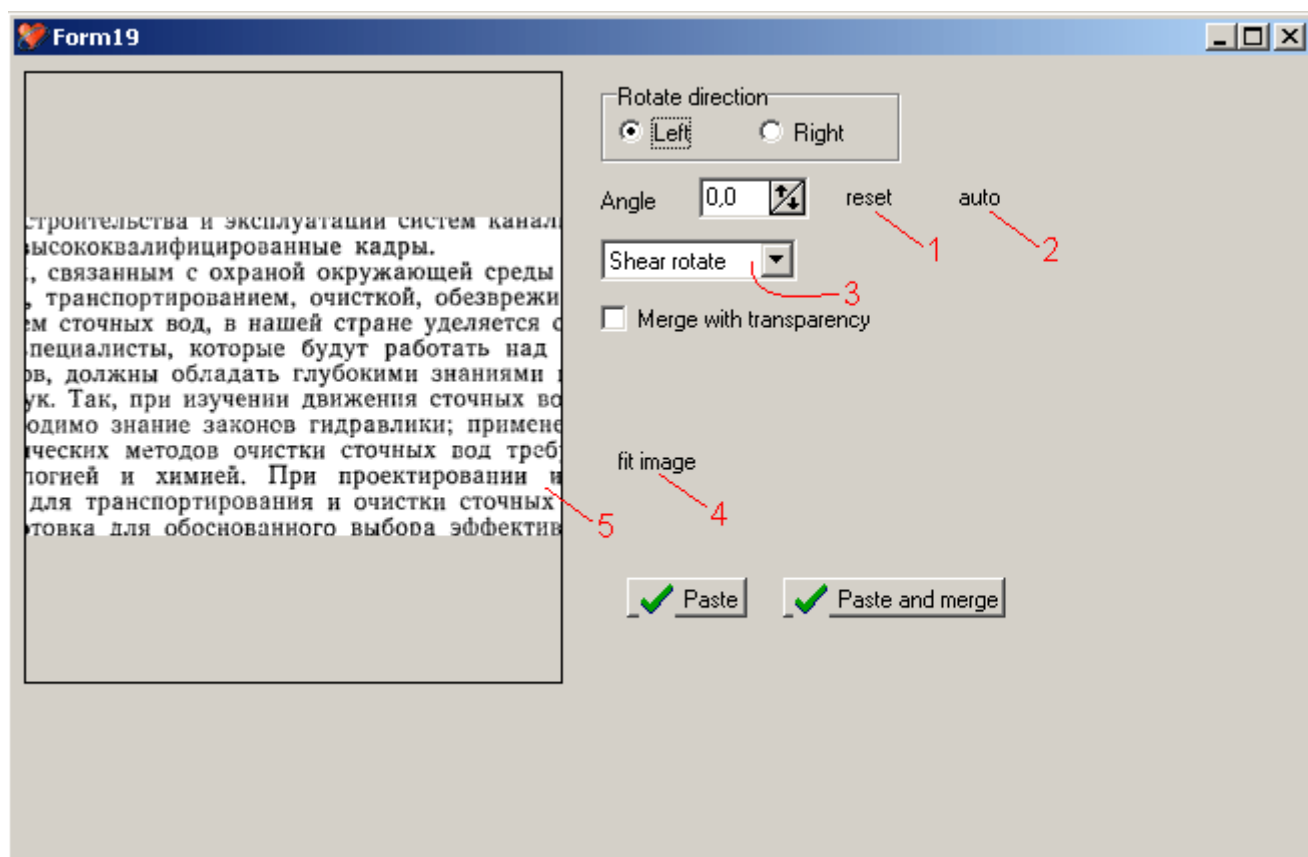 Form19
строительства и эксплуатации систем канал
высококвалифицированные кадры.
, связанным с охраной окружающей среды
, транспортированием, очисткой, обезврежи
ем сточных вод, в нашей стране уделяется с
пециалисты, которые будут работать над
ов, должны обладать глубокими знаниями
ук. Так, при изучении движения сточных во
одимо знание законов гидравлики; примене
ических методов очистки сточных вод треб
логией и химией. При проектировании и
для транспортирования и очистки сточных
отовка для обоснованного выбора эффектив
Rotate direction
Left Right
Angle 0,0 reset auto
1 2
Shear rotate
3
Merge with transparency
fit image
4
5
Paste Paste and merge